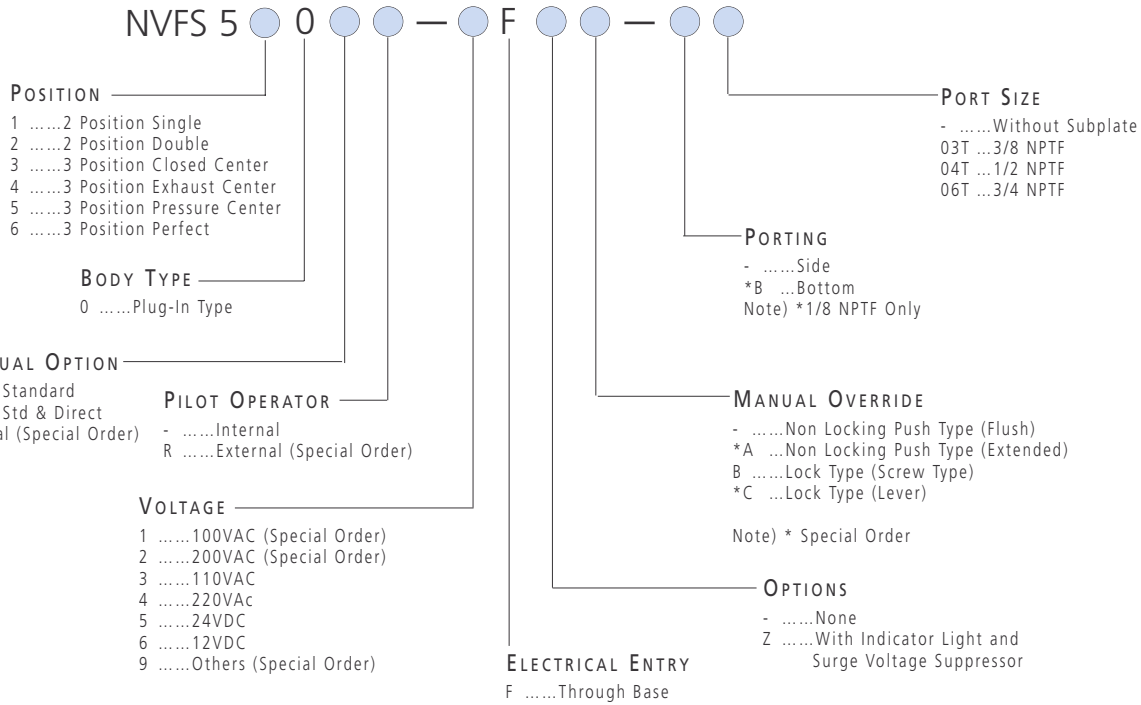 NVFS 5 0 — F —
POSITION
1 ......2 Position Single
2 ......2 Position Double
3 ......3 Position Closed Center
4 ......3 Position Exhaust Center
5 ......3 Position Pressure Center
6 ......3 Position Perfect
BODY TYPE
0 ......Plug-In Type
OPTION
Standard
Std & Direct
(Special Order)
PILOT OPERATOR
- ......Internal
R ......External (Special Order)
VOLTAGE
1 ......100VAC (Special Order)
2 ......200VAC (Special Order)
3 ......110VAC
4 ......220VAc
5 ......24VDC
6 ......12VDC
9 ......Others (Special Order)
ELECTRICAL ENTRY
F ......Through Base
OPTIONS
- ......None
Z ......With Indicator Light and
Surge Voltage Suppressor
MANUAL OVERRIDE
- ......Non Locking Push Type (Flush)
*A ...Non Locking Push Type (Extended)
B ......Lock Type (Screw Type)
*C ...Lock Type (Lever)
Note) * Special Order
PORTING
- ......Side
*B ...Bottom
Note) *1/8 NPTF Only
PORT SIZE
- ......Without Subplate
03T ...3/8 NPTF
04T ...1/2 NPTF
06T ...3/4 NPTF